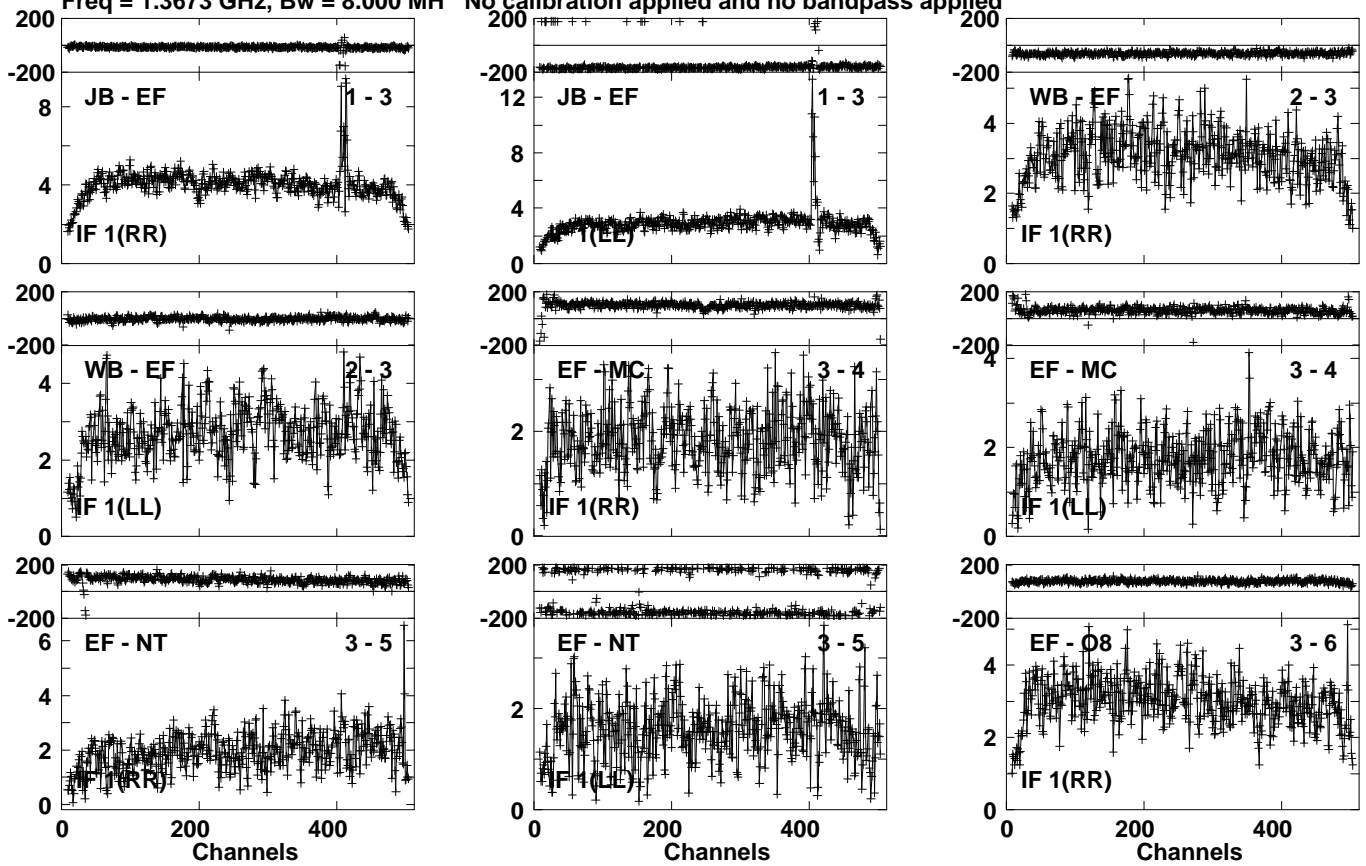 Freq = 1.3673 GHz, Bw = 8.000 MH No calibration applied and no bandpass applied
200
-200
JB - EF 1 - 3
8
4
0
IF 1(RR)
JB - EF 1 - 3
12
8
4
0
1(LL)
200
-200
WB - EF 2 - 3
4
2
0
IF 1(RR)
200
-200
WB - EF 2 - 3
4
2
0
IF 1(LL)
200
-200
EF - MC 3 - 4
2
0
IF 1(RR)
200
-200
EF - MC 3 - 4
4
2
0
IF 1(LL)
200
-200
EF - NT 3 - 5
6
4
2
0
IF 1(RR)
0 200 400
Channels
200
-200
EF - NT 3 - 5
2
0
IF 1(LL)
0 200 400
Channels
200
-200
EF - O8 3 - 6
4
2
0
IF 1(RR)
0 200 400
Channels